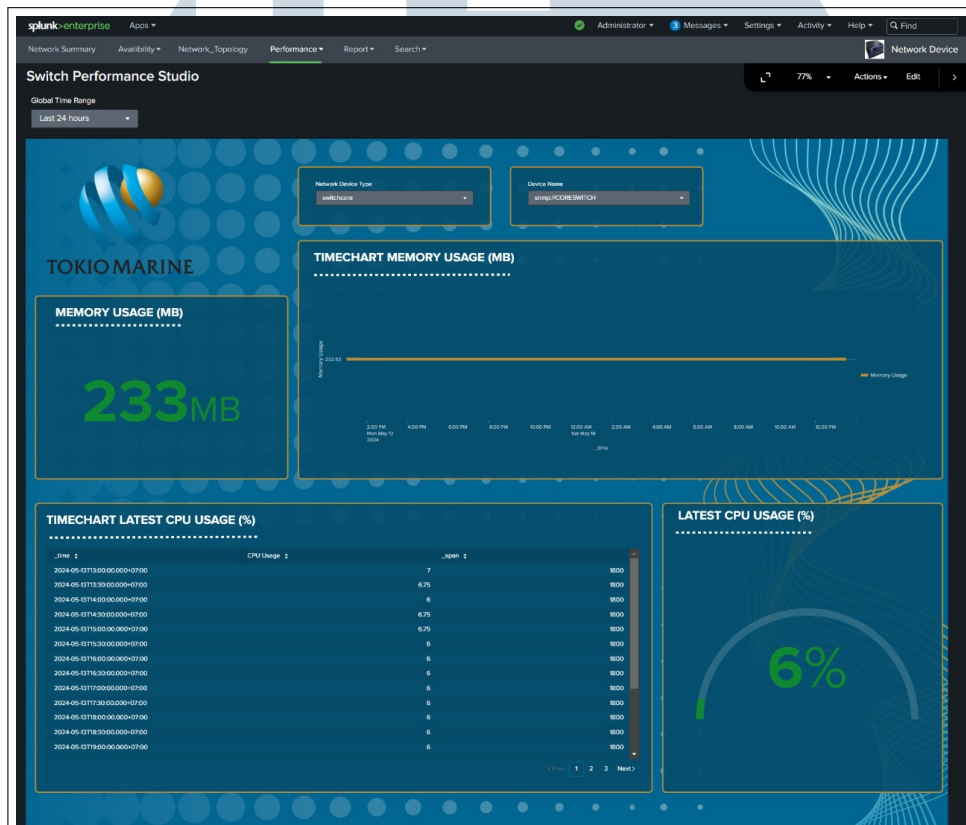 splunk>enterprise Apps Administrator 3 Messages Settings Activity Help Find
Network Summary Availibility Network_Topology Performance Report Search Network Device
Switch Performance Studio 77% Actions Edit
Global Time Range
Last 24 hours
Network Device Type
switchcore
Device Name
snmp://CORESWITCH
TOKIO MARINE
TIMECHART MEMORY USAGE (MB)
Memory Usage
232.93
Memory Usage
2:00 PM 4:00 PM 6:00 PM 8:00 PM 10:00 PM 12:00 AM 2:00 AM 4:00 AM 6:00 AM 8:00 AM 10:00 AM 12:00 PM
Mon May 13 Tue May 14
2024
_time
MEMORY USAGE (MB)
233MB
TIMECHART LATEST CPU USAGE (%)
_time CPU Usage _span
2024-05-13T13:00:00.000+07:00 7 1800
2024-05-13T13:30:00.000+07:00 6.75 1800
2024-05-13T14:00:00.000+07:00 6 1800
2024-05-13T14:30:00.000+07:00 6.75 1800
2024-05-13T15:00:00.000+07:00 6.75 1800
2024-05-13T15:30:00.000+07:00 6 1800
2024-05-13T16:00:00.000+07:00 6 1800
2024-05-13T16:30:00.000+07:00 6 1800
2024-05-13T17:00:00.000+07:00 6 1800
2024-05-13T17:30:00.000+07:00 6 1800
2024-05-13T18:00:00.000+07:00 6 1800
2024-05-13T18:30:00.000+07:00 6 1800
2024-05-13T19:00:00.000+07:00 6 1800
<Prev 1 2 3 Next>
LATEST CPU USAGE (%)
6%